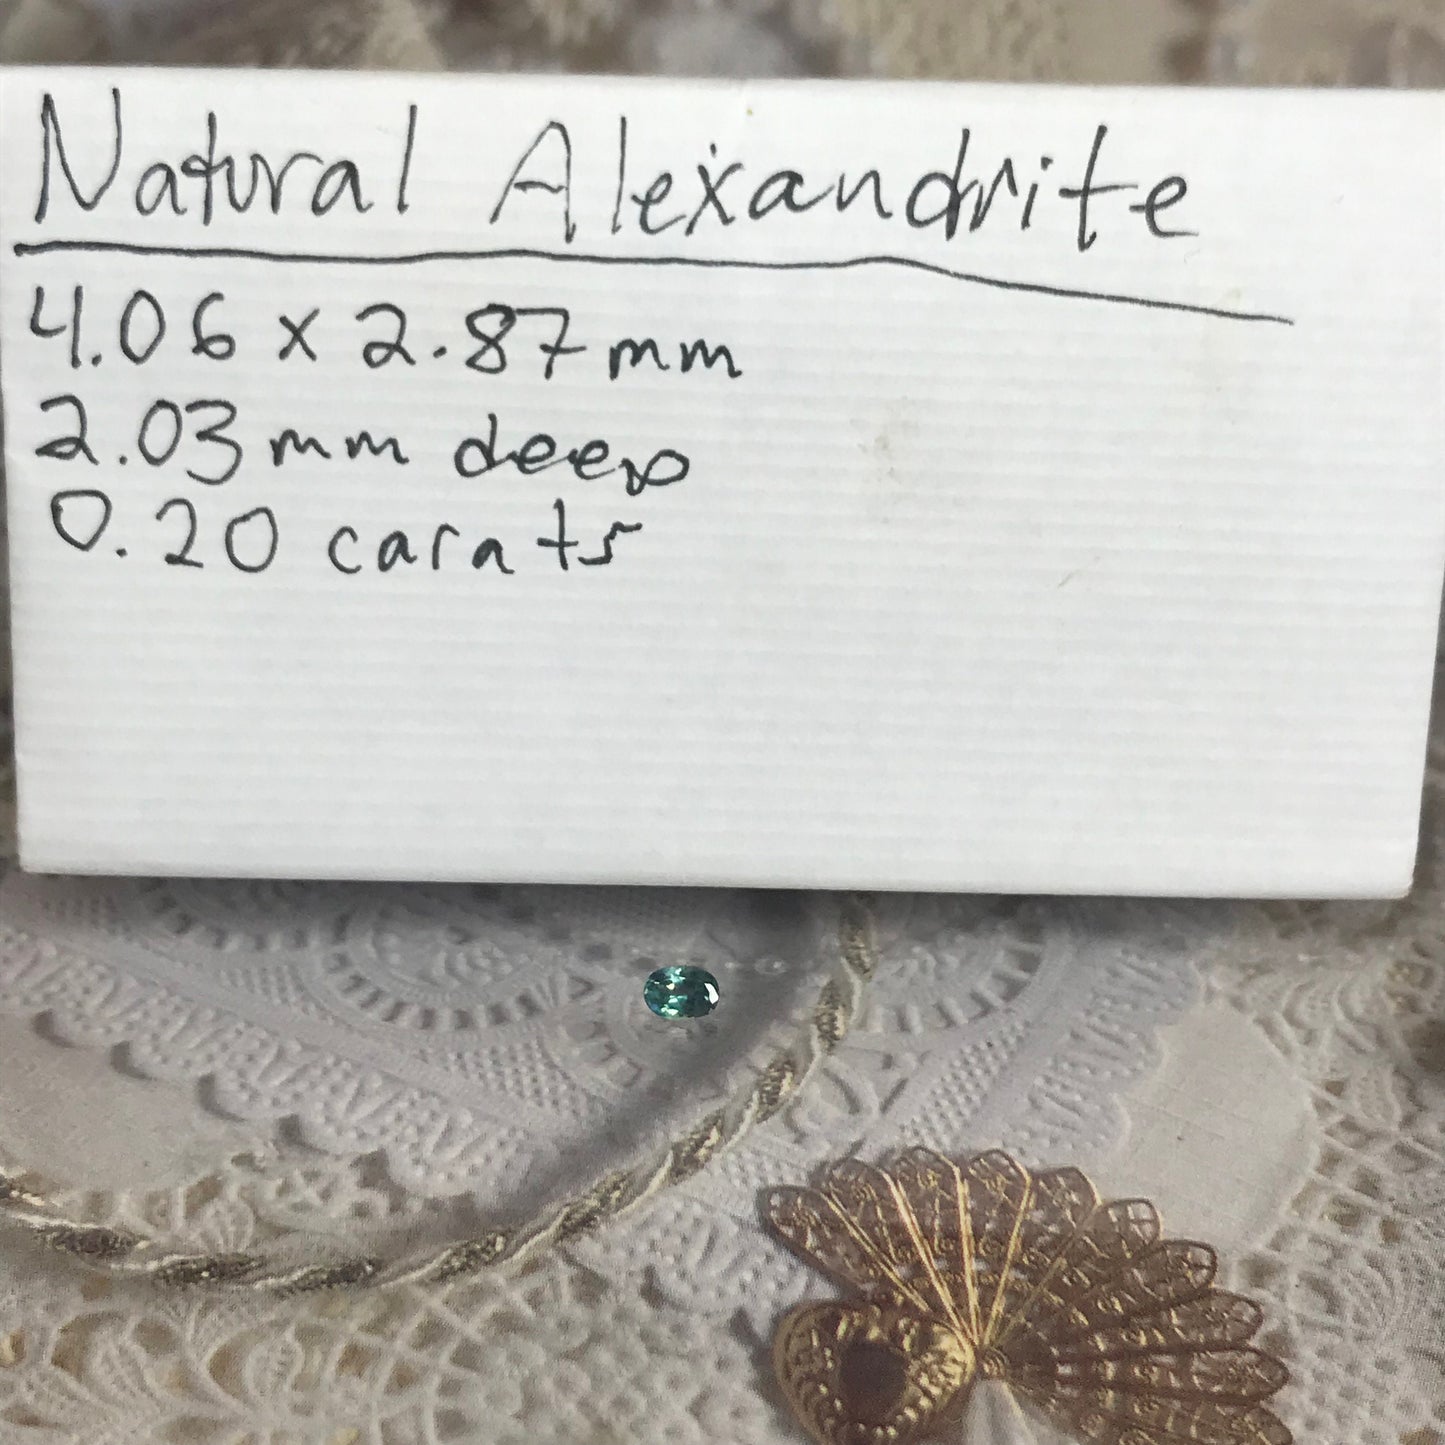 Natural Alexandrite
4.06 x 2.87 mm
2.03 mm deep
0.20 carats